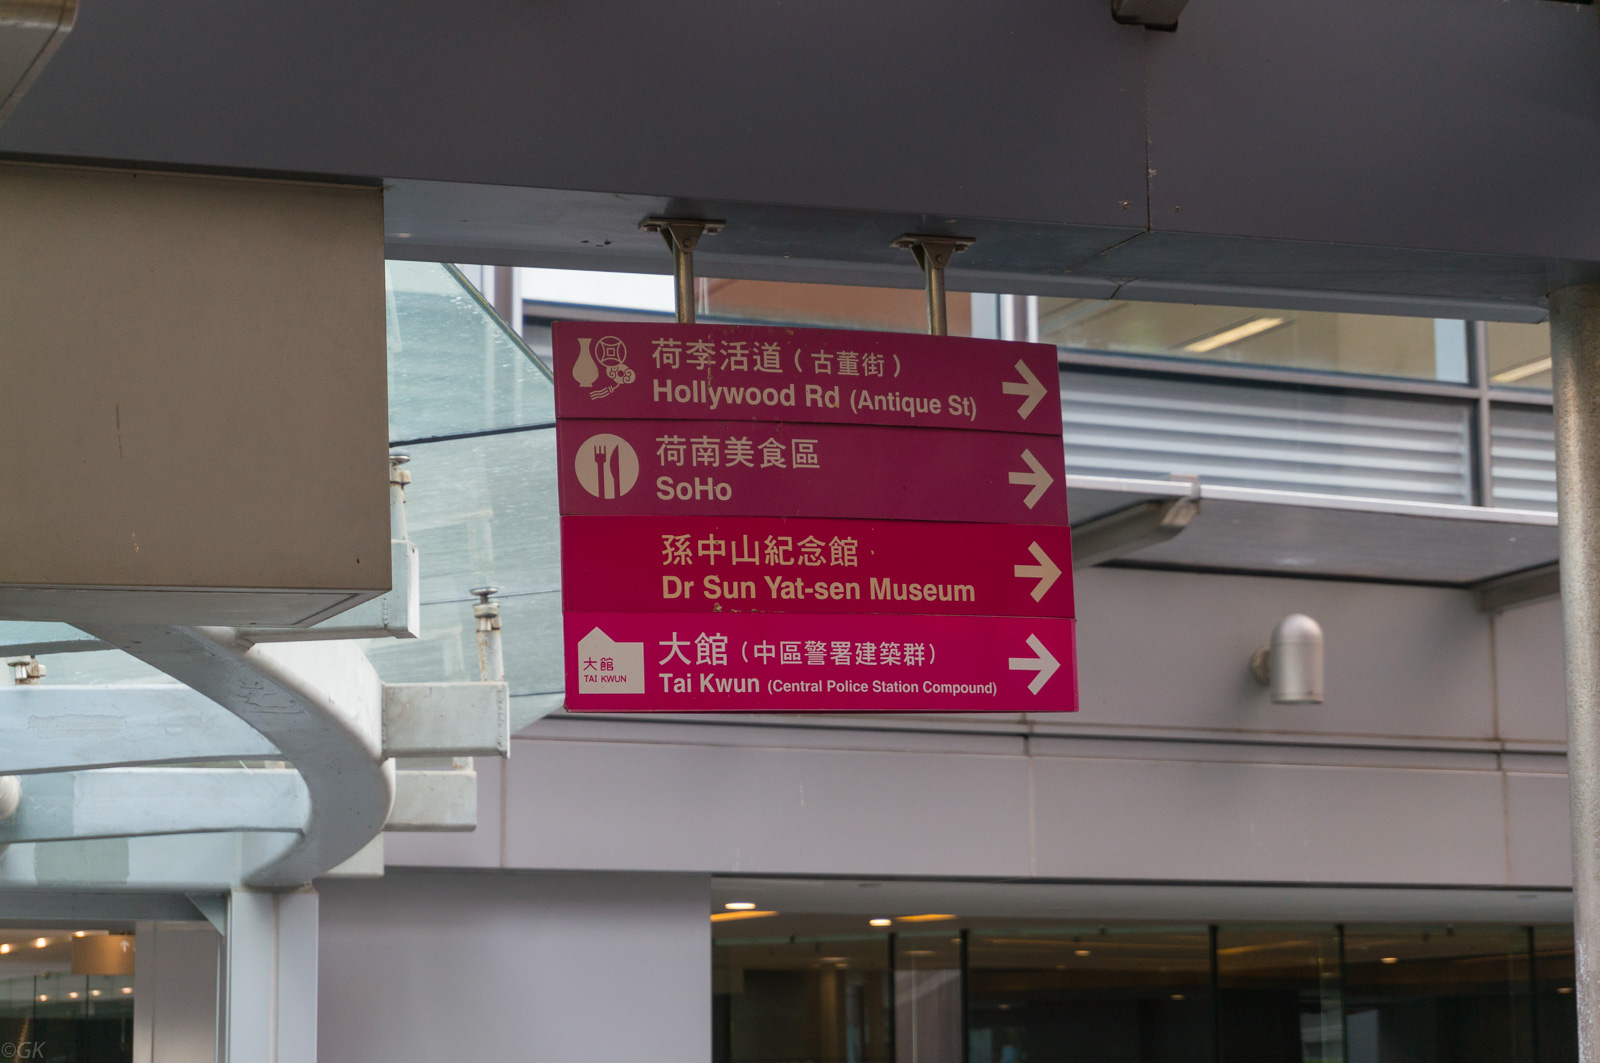 荷李活道（古董街）
Hollywood Rd (Antique St)
荷南美食區
SoHo
孫中山紀念館
Dr Sun Yat-sen Museum
大館
TAI KWUN
大館（中區警署建築群）
Tai Kwun (Central Police Station Compound)
©GK